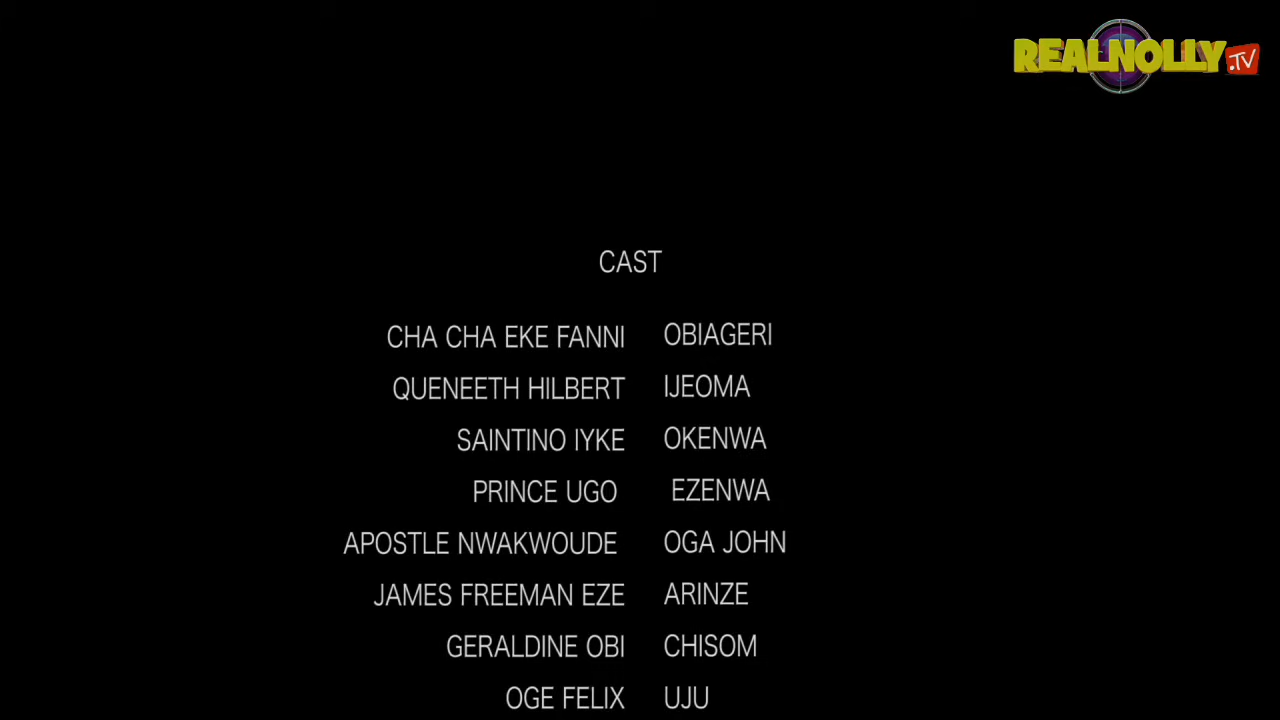 REALNOLLY.TV
CAST
CHA CHA EKE FANNI OBIAGERI
QUENEETH HILBERT IJEOMA
SAINTINO IYKE OKENWA
PRINCE UGO EZENWA
APOSTLE NWAKWOUDE OGA JOHN
JAMES FREEMAN EZE ARINZE
GERALDINE OBI CHISOM
OGE FELIX UJU